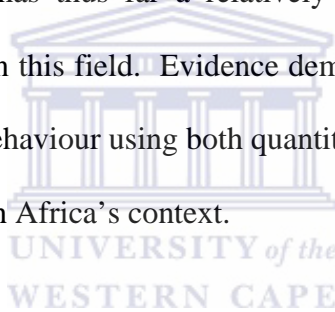 has thus far a relatively
n this field. Evidence dem
ehaviour using both quantit
n Africa's context.
UNIVERSITY of the
WESTERN CAPE